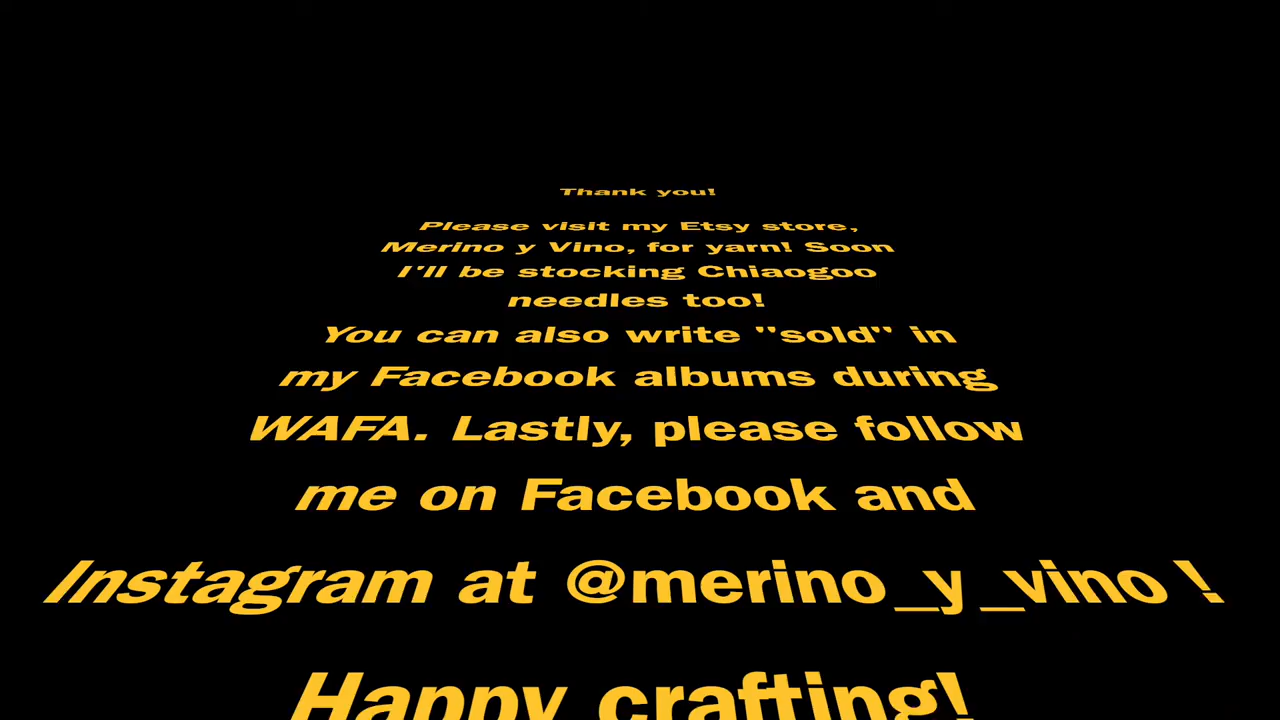 Thank you!
Please visit my Etsy store,
Merino y Vino, for yarn! Soon
I'll be stocking Chiaogoo
needles too!
You can also write "sold" in
my Facebook albums during
WAFA. Lastly, please follow
me on Facebook and
Instagram at @merino_y_vino !
Happy crafting!